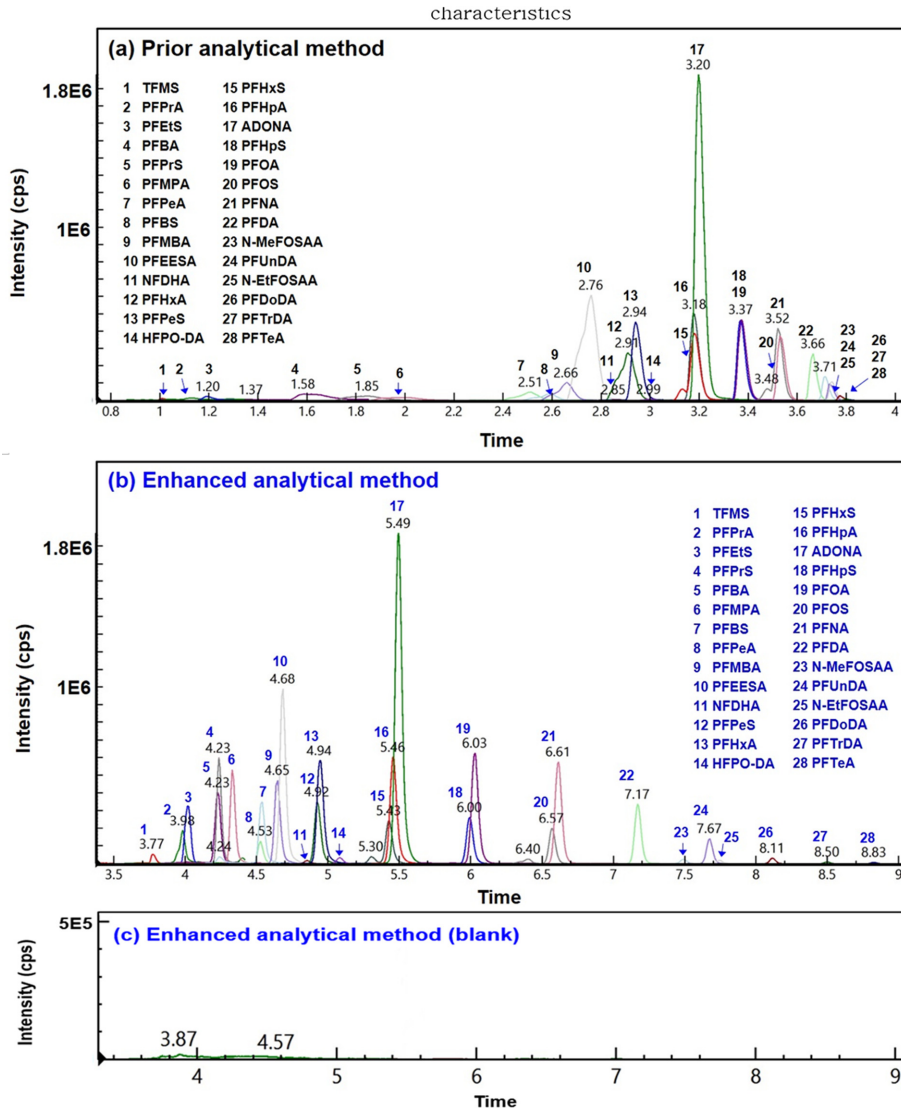 characteristics
(a) Prior analytical method
1 TFMS 15 PFHxS
2 PFPrA 16 PFHpA
3 PFEtS 17 ADONA
4 PFBA 18 PFHpS
5 PFPrS 19 PFOA
6 PFMPA 20 PFOS
7 PFPeA 21 PFNA
8 PFBS 22 PFDA
9 PFMBA 23 N-MeFOSAA
10 PFEESA 24 PFUnDA
11 NFDHA 25 N-EtFOSAA
12 PFHxA 26 PFDoDA
13 PFPeS 27 PFTrDA
14 HFPO-DA 28 PFTeA
Intensity (cps)
1.8E6
1E6
1
2
3
1.20
1.37
4
1.58
5
1.85
6
7
2.51
8
9
2.66
10
2.76
11
2.85
12
2.91
13
2.94
14
2.99
15
16
3.18
17
3.20
18
19
3.37
20
3.48
21
3.52
22
3.66
3.71
23
24
25
26
27
28
0.8 1 1.2 1.4 1.6 1.8 2 2.2 2.4 2.6 2.8 3 3.2 3.4 3.6 3.8 4
Time
(b) Enhanced analytical method
1 TFMS 15 PFHxS
2 PFPrA 16 PFHpA
3 PFEtS 17 ADONA
4 PFPrS 18 PFHpS
5 PFBA 19 PFOA
6 PFMPA 20 PFOS
7 PFBS 21 PFNA
8 PFPeA 22 PFDA
9 PFMBA 23 N-MeFOSAA
10 PFEESA 24 PFUnDA
11 NFDHA 25 N-EtFOSAA
12 PFPeS 26 PFDoDA
13 PFHxA 27 PFTrDA
14 HFPO-DA 28 PFTeA
Intensity (cps)
1.8E6
1E6
1
3.77
2
3.98
3
4
4.23
5
4.23
4.24
6
7
8
4.53
9
4.65
10
4.68
11
12
4.92
13
4.94
14
5.30
15
5.43
16
5.46
17
5.49
18
6.00
19
6.03
6.40
20
6.57
21
6.61
22
7.17
23
24
7.67
25
26
8.11
27
8.50
28
8.83
3.5 4 4.5 5 5.5 6 6.5 7 7.5 8 8.5 9
Time
(c) Enhanced analytical method (blank)
Intensity (cps)
5E5
0
3.87
4.57
4 5 6 7 8 9
Time